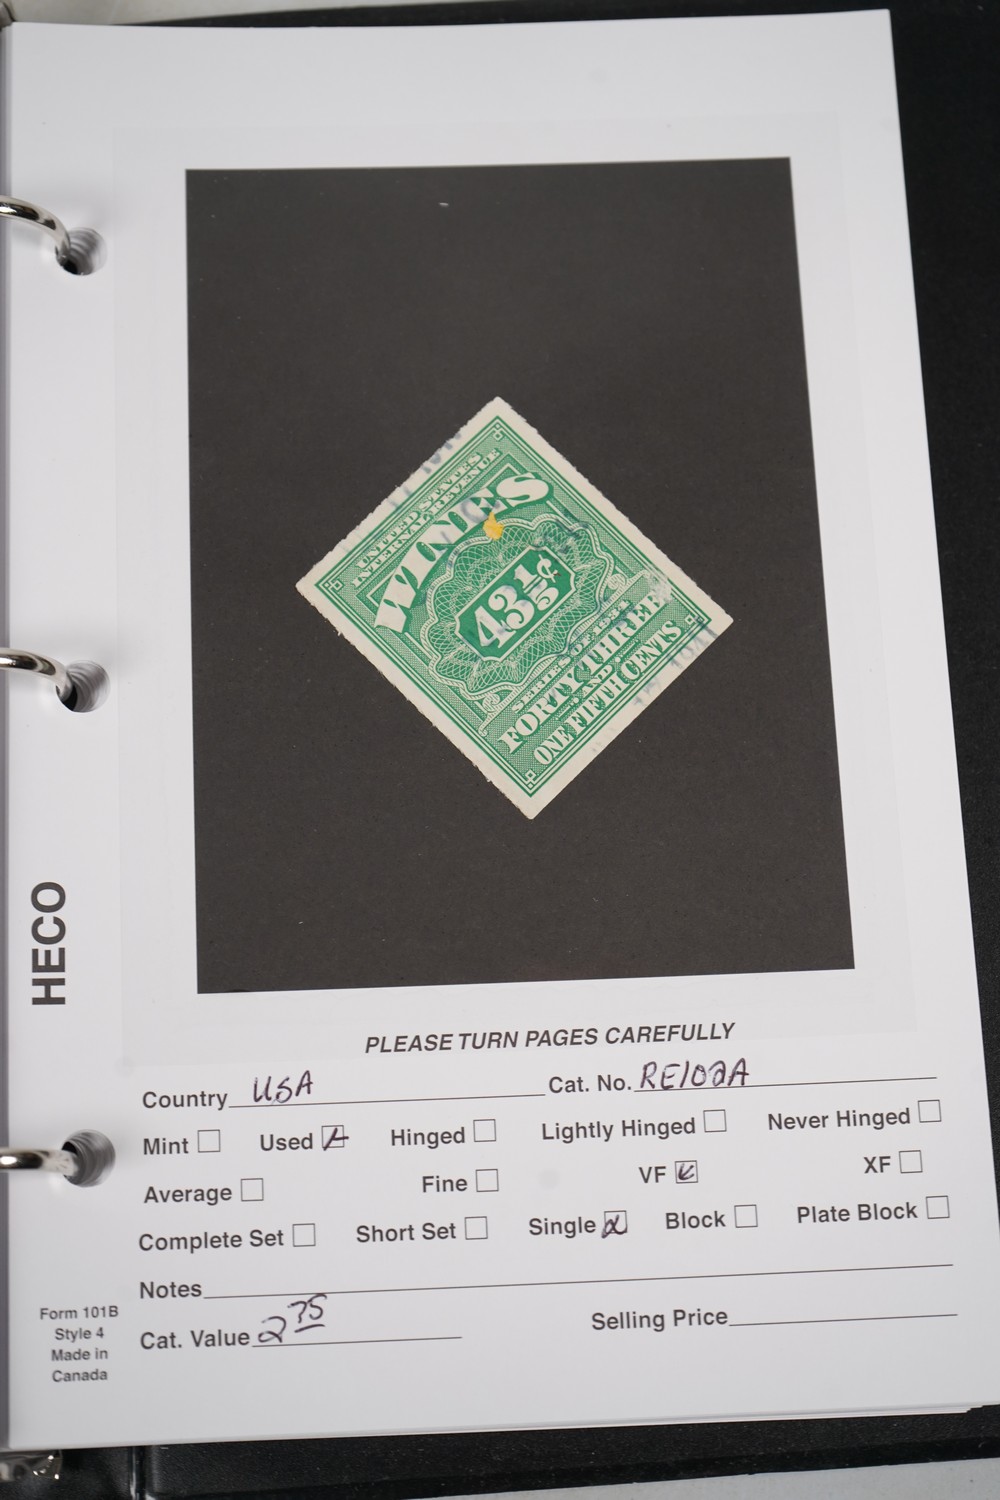 UNITED STATES
INTERNAL REVENUE
WINES
43 1/5 ¢
SERIES OF 1934
FORTY THREE
AND
ONE FIFTH CENTS
HECO
PLEASE TURN PAGES CAREFULLY
Country USA Cat. No. RE102A
Mint Used Hinged Lightly Hinged Never Hinged
Average Fine VF XF
Complete Set Short Set Single Block Plate Block
Notes
Cat. Value 2 75 Selling Price
Form 101B
Style 4
Made in
Canada